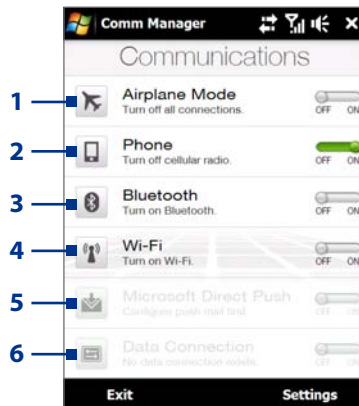 Comm Manager
Communications
1 Airplane Mode
Turn off all connections.
OFF ON
2 Phone
Turn off cellular radio.
OFF ON
3 Bluetooth
Turn on Bluetooth.
OFF ON
4 Wi-Fi
Turn on Wi-Fi.
OFF ON
5 Microsoft Direct Push
Configure push mail first.
OFF ON
6 Data Connection
No data connection exists.
OFF ON
Exit Settings